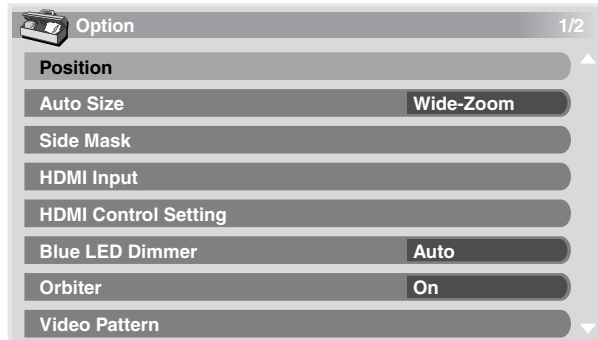 Option 1/2
Position
Auto Size Wide-Zoom
Side Mask
HDMI Input
HDMI Control Setting
Blue LED Dimmer Auto
Orbiter On
Video Pattern